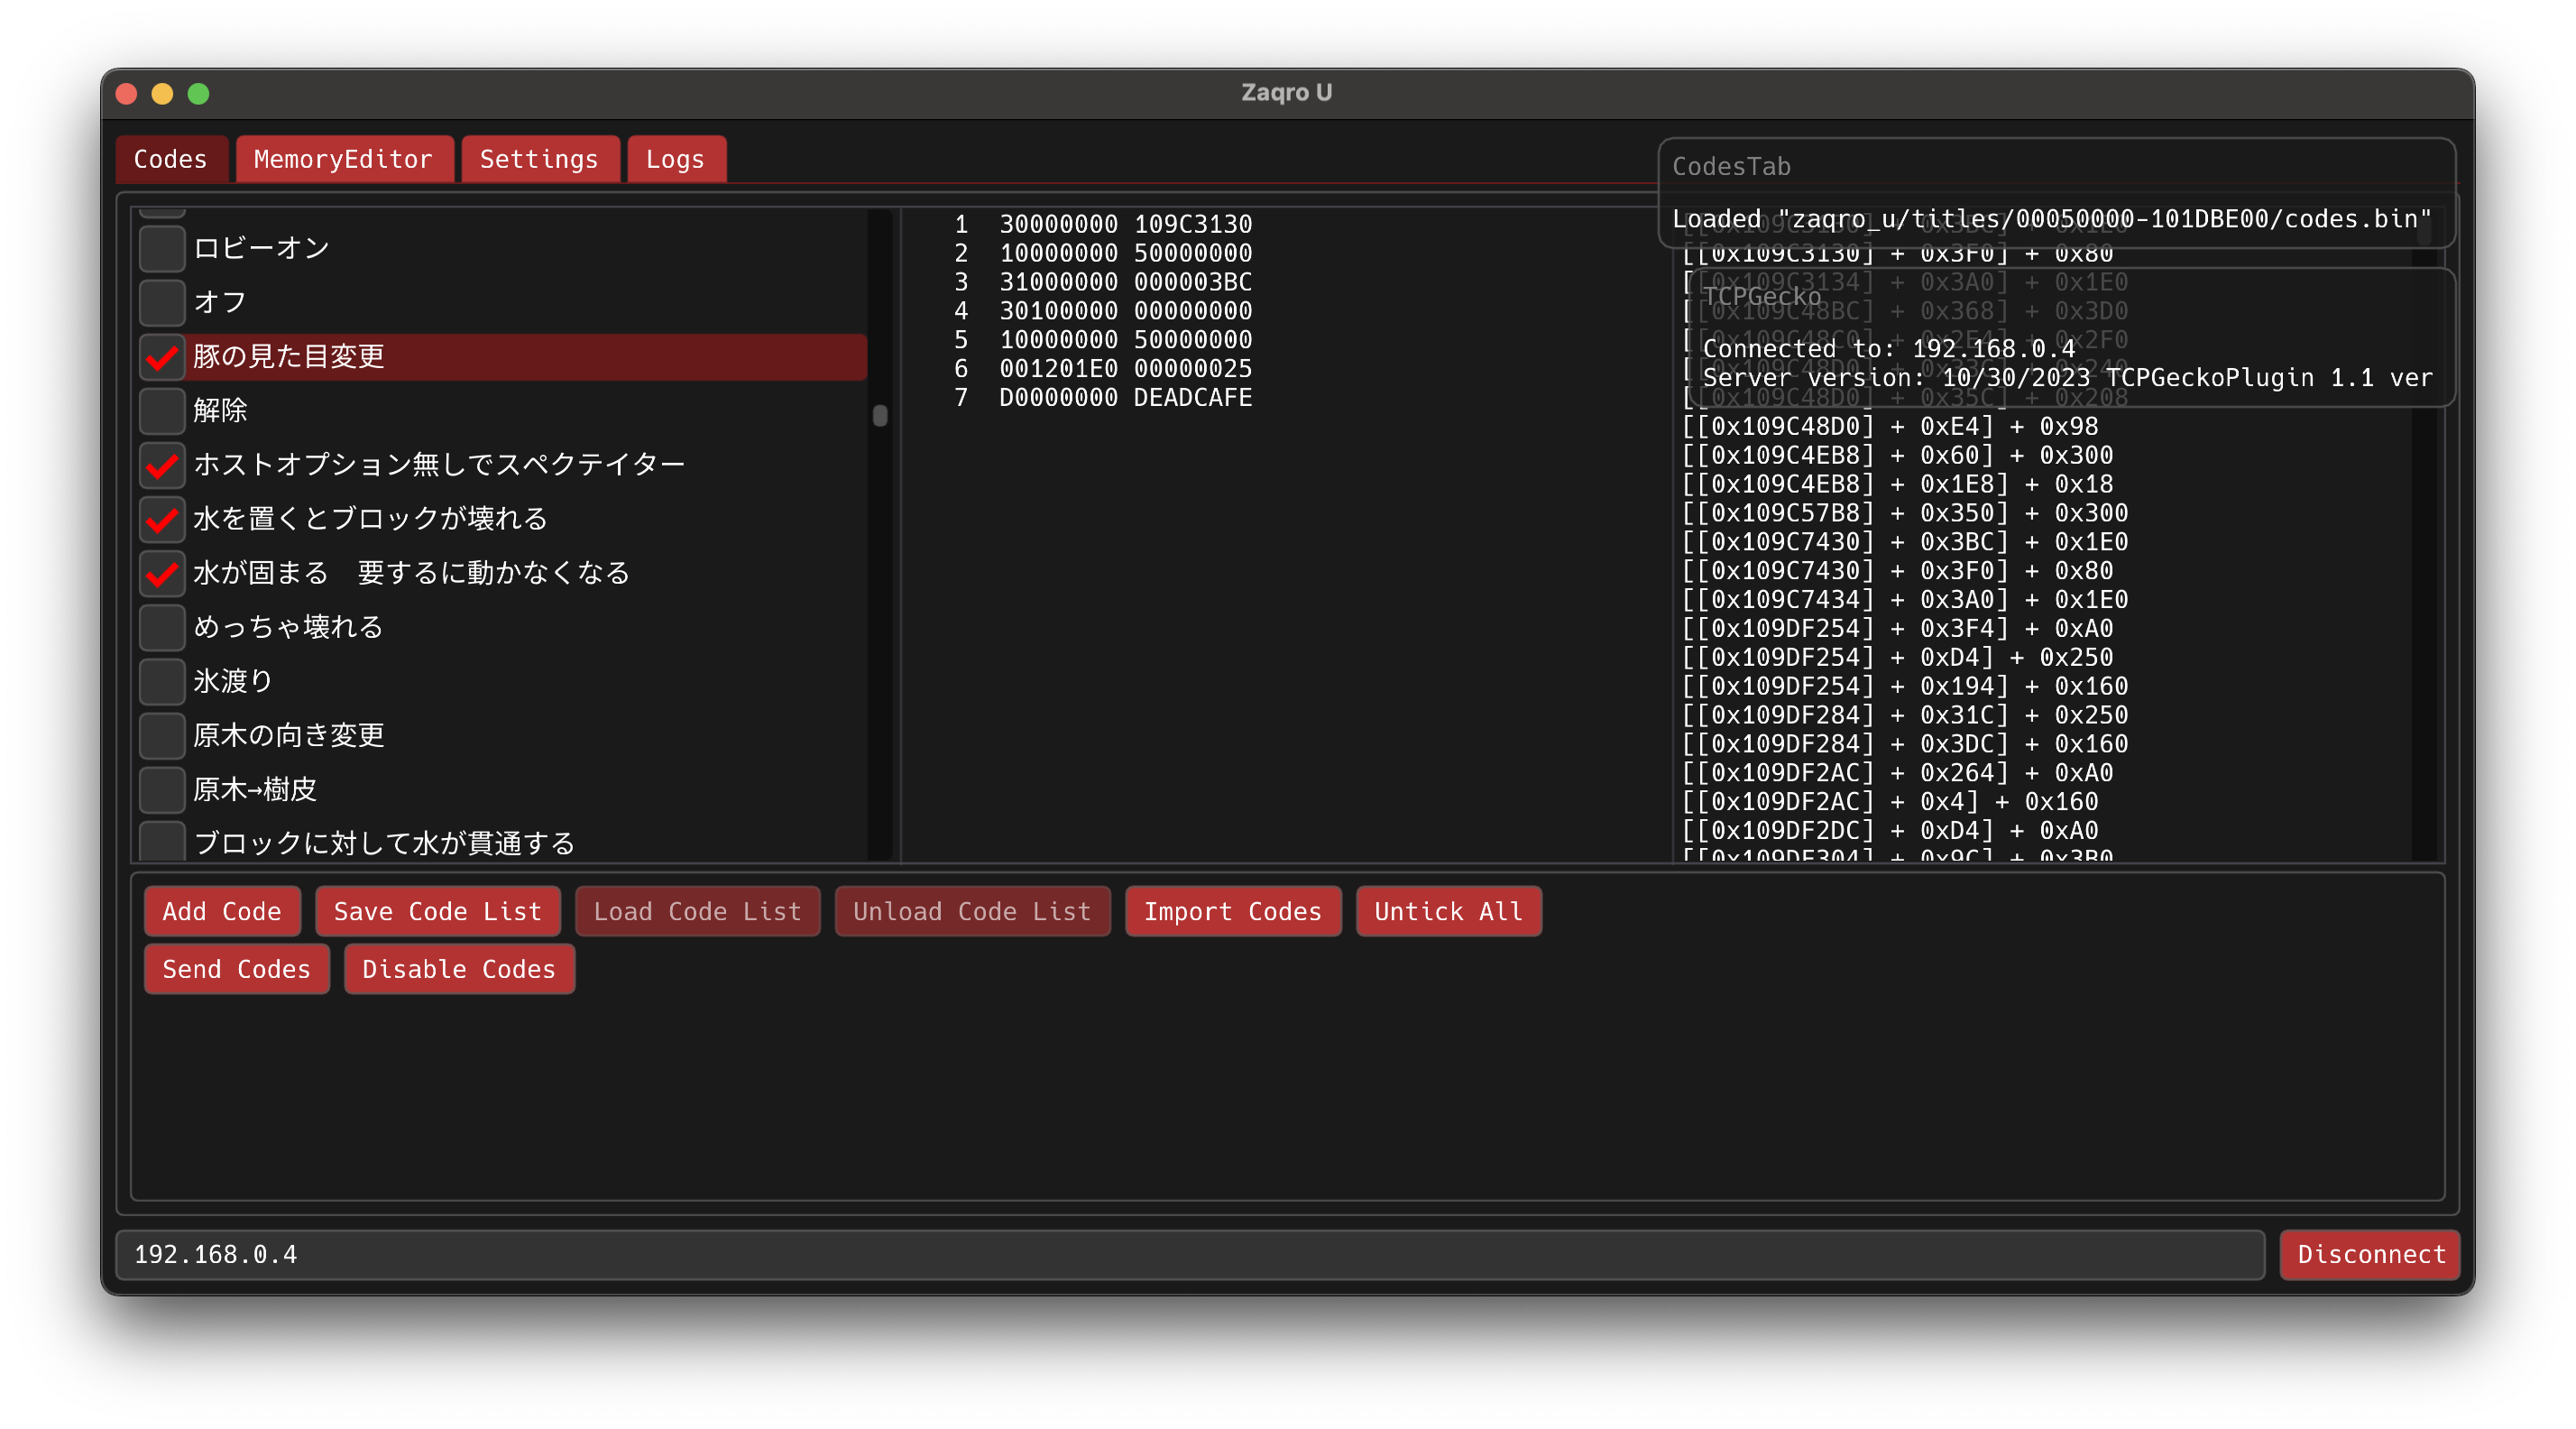 Zaqro U
Codes
MemoryEditor
Settings
Logs
ロビーオン
オフ
豚の見た目変更
解除
ホストオプション無しでスペクテイター
水を置くとブロックが壊れる
水が固まる　要するに動かなくなる
めっちゃ壊れる
氷渡り
原木の向き変更
原木→樹皮
ブロックに対して水が貫通する
1 30000000 109C3130
2 10000000 50000000
3 31000000 000003BC
4 30100000 00000000
5 10000000 50000000
6 001201E0 00000025
7 D0000000 DEADCAFE
CodesTab
Loaded "zaqro_u/titles/00050000-101DBE00/codes.bin"
[[0x109C3130] + 0x3F0] + 0x80
[[0x109C3134] + 0x3A0] + 0x1E0
TCPGecko
[[0x109C48BC] + 0x368] + 0x3D0
Connected to: 192.168.0.4
Server version: 10/30/2023 TCPGeckoPlugin 1.1 ver
[[0x109C48D0] + 0x35C] + 0x208
[[0x109C48D0] + 0xE4] + 0x98
[[0x109C4EB8] + 0x60] + 0x300
[[0x109C4EB8] + 0x1E8] + 0x18
[[0x109C57B8] + 0x350] + 0x300
[[0x109C7430] + 0x3BC] + 0x1E0
[[0x109C7430] + 0x3F0] + 0x80
[[0x109C7434] + 0x3A0] + 0x1E0
[[0x109DF254] + 0x3F4] + 0xA0
[[0x109DF254] + 0xD4] + 0x250
[[0x109DF254] + 0x194] + 0x160
[[0x109DF284] + 0x31C] + 0x250
[[0x109DF284] + 0x3DC] + 0x160
[[0x109DF2AC] + 0x264] + 0xA0
[[0x109DF2AC] + 0x4] + 0x160
[[0x109DF2DC] + 0xD4] + 0xA0
[[0x109DF304] + 0x9C] + 0x3B0
Add Code
Save Code List
Load Code List
Unload Code List
Import Codes
Untick All
Send Codes
Disable Codes
192.168.0.4
Disconnect